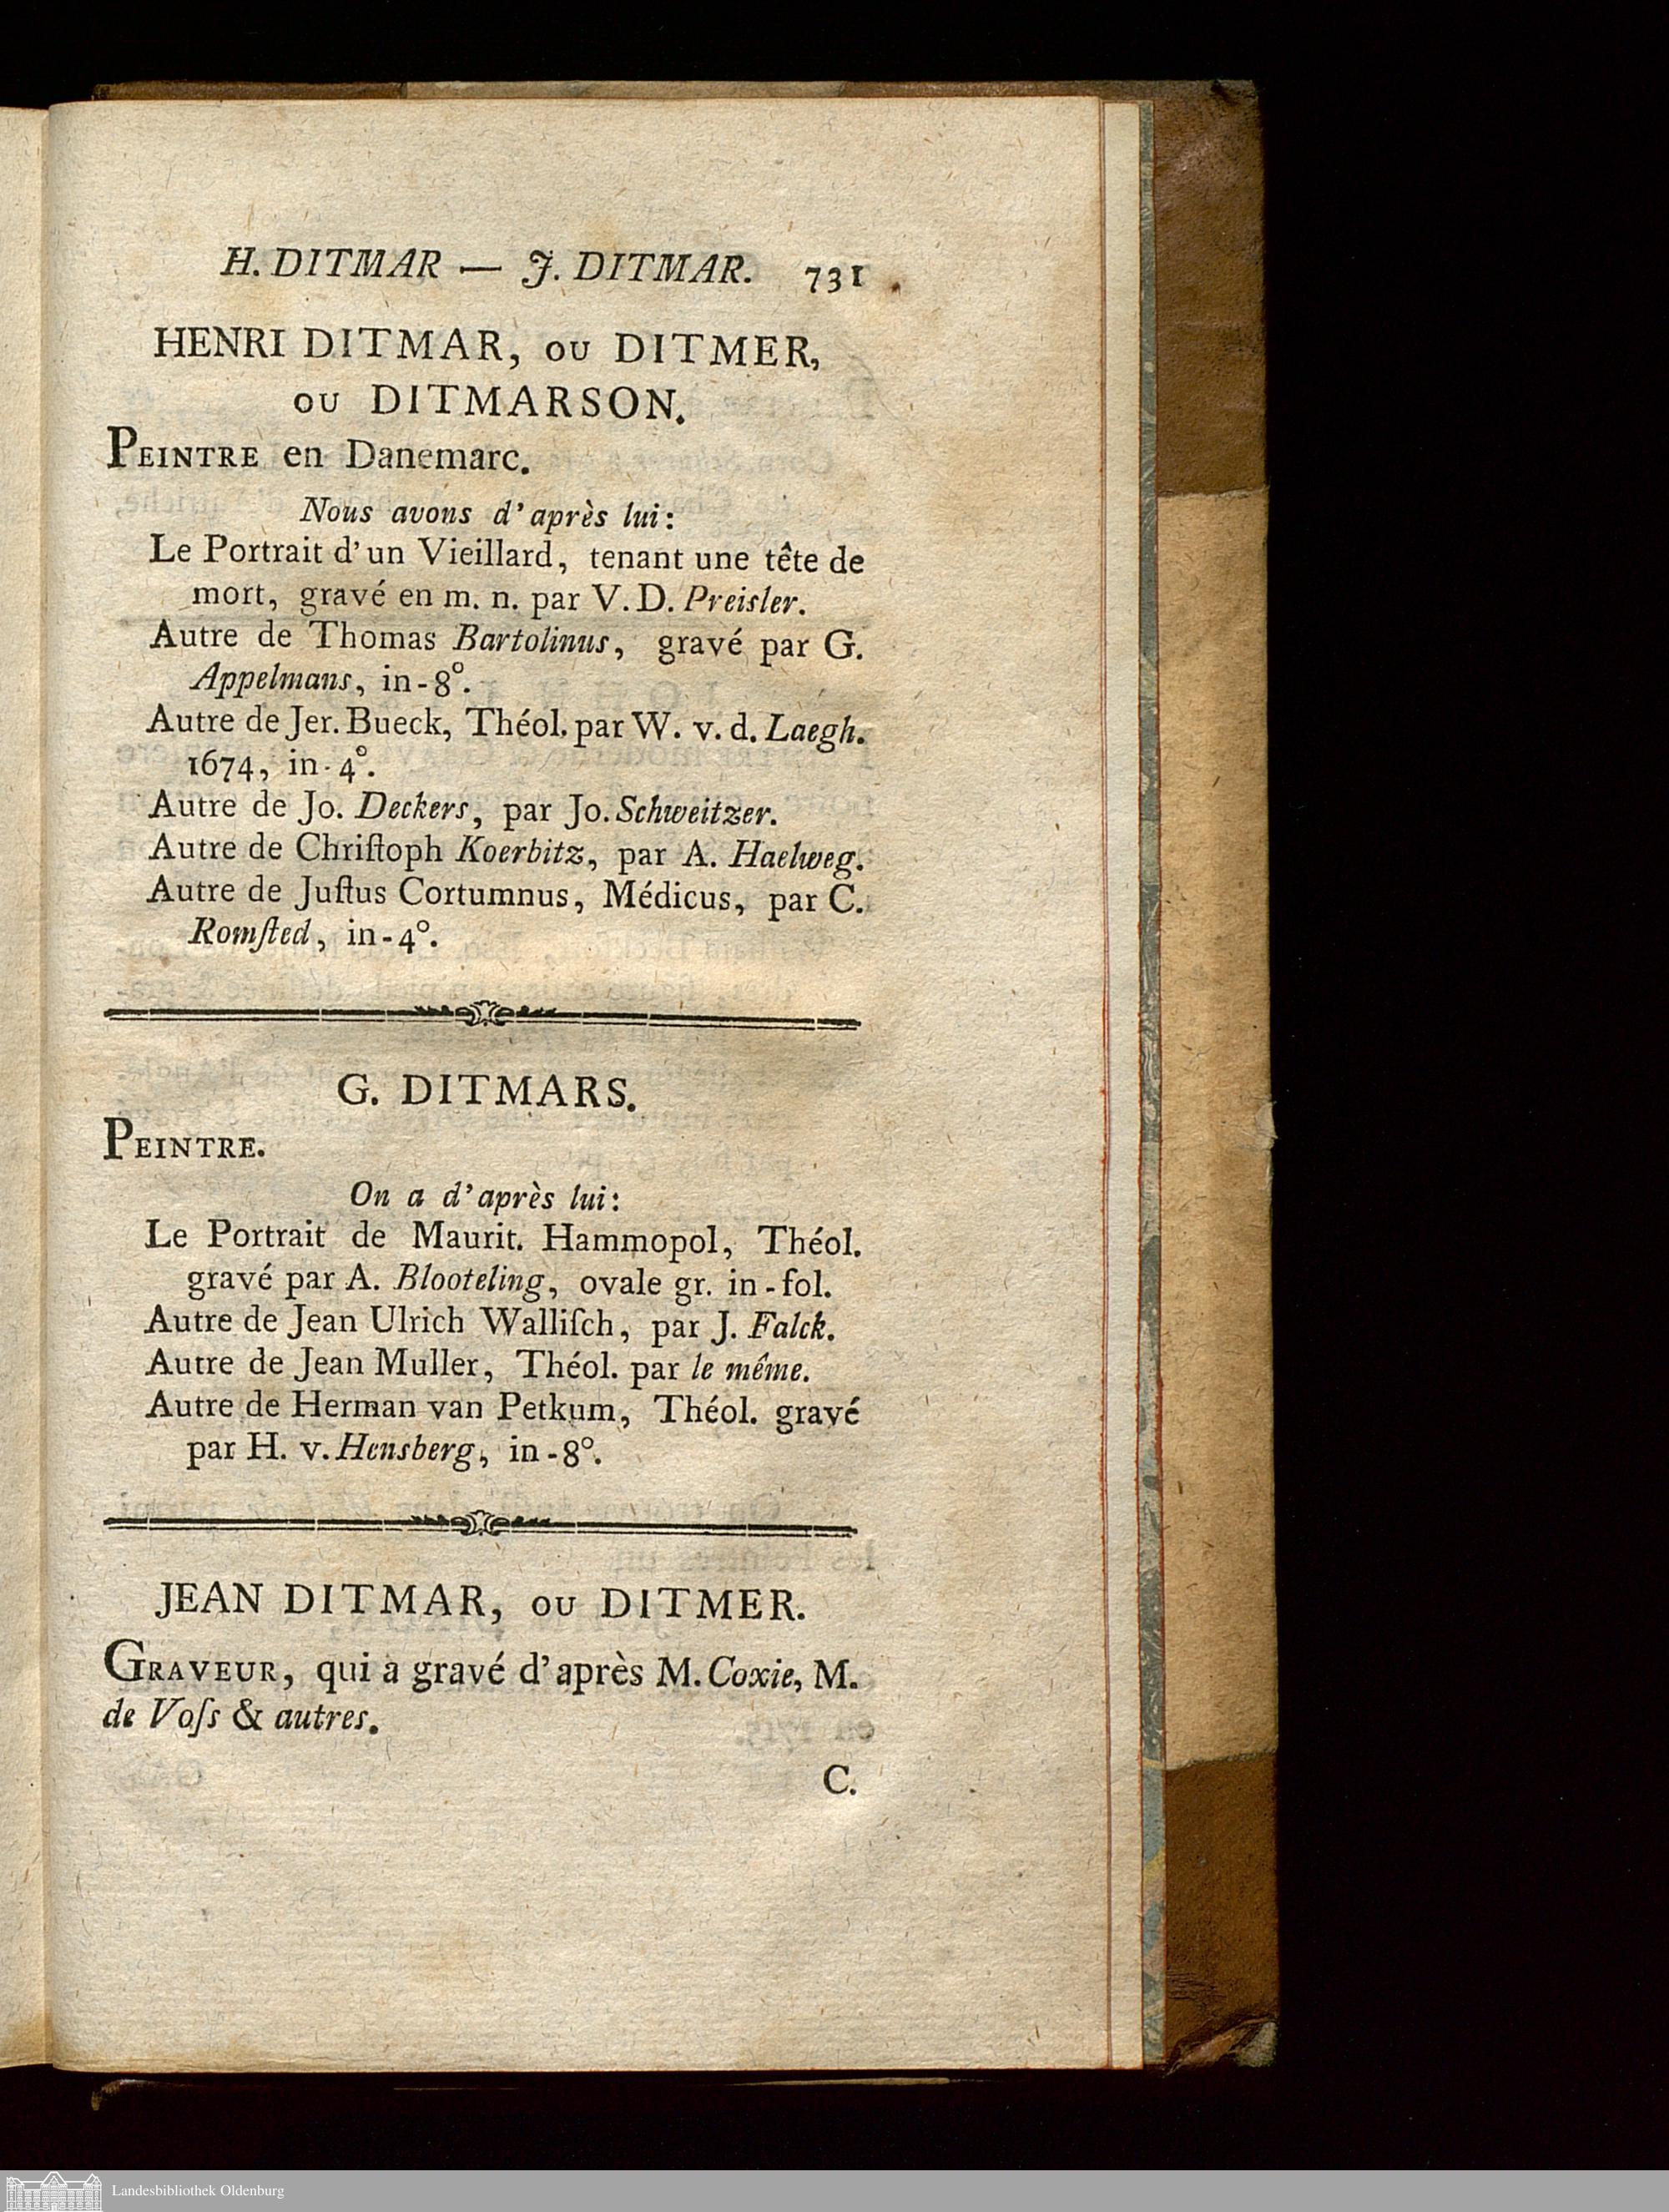 H. DITMAR — J. DITMAR. 731
HENRI DITMAR, OU DITMER,
OU DITMARSON.
PEINTRE en Danemarc.
Nous avons d'après lui:
Le Portrait d'un Vieillard, tenant une tête de
mort, gravé en m. n. par V. D. Preisler.
Autre de Thomas Bartolinus, gravé par G.
Appelmans, in-8°.
Autre de Jer. Bueck, Théol. par W. v. d. Laegh.
1674, in-4°.
Autre de Jo. Deckers, par Jo. Schweitzer.
Autre de Chriſtoph Koerbitz, par A. Haelweg.
Autre de Juſtus Cortumnus, Médicus, par C.
Romſted, in-4°.
G. DITMARS.
PEINTRE.
On a d'après lui:
Le Portrait de Maurit. Hammopol, Théol.
gravé par A. Blooteling, ovale gr. in-fol.
Autre de Jean Ulrich Walliſch, par J. Falck.
Autre de Jean Muller, Théol. par le même.
Autre de Herman van Petkum, Théol. gravé
par H. v. Hensberg, in-8°.
JEAN DITMAR, OU DITMER.
GRAVEUR, qui a gravé d'après M. Coxie, M.
de Voſs & autres.
C.
Landesbibliothek Oldenburg